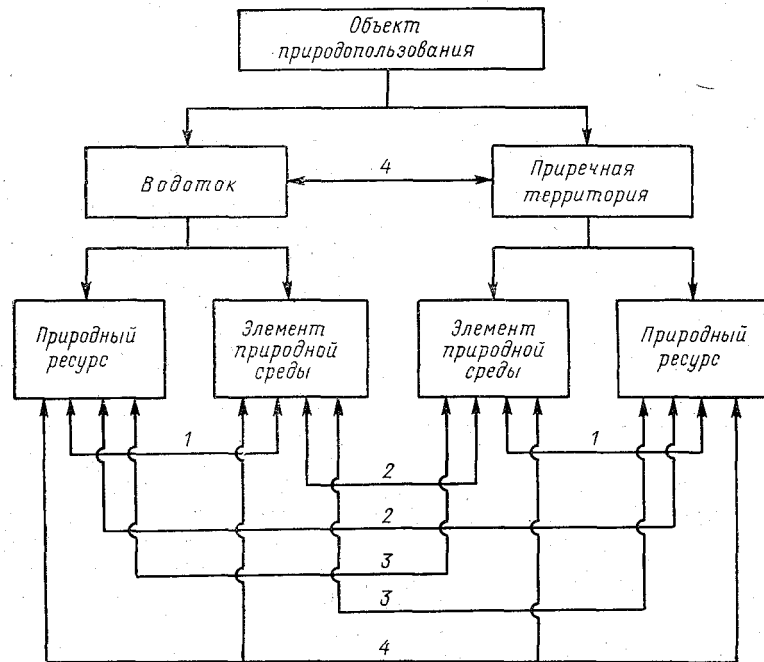 Объект
природопользования
Водоток
4
Приречная
территория
Природный
ресурс
Элемент
природной
среды
Элемент
природной
среды
Природный
ресурс
1
1
2
2
3
3
4